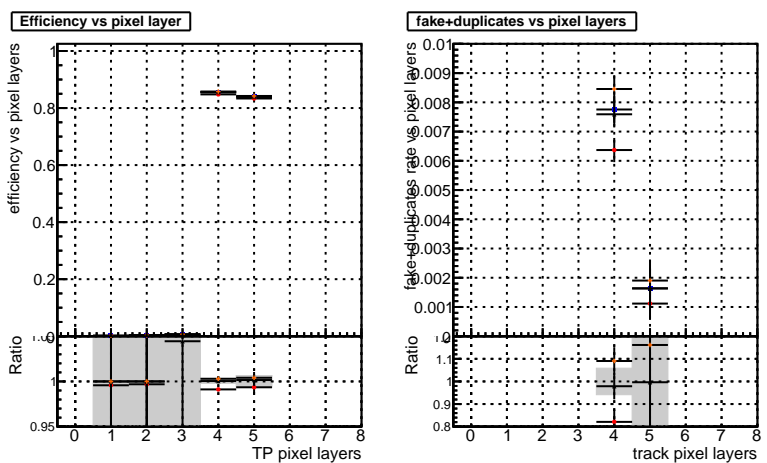 Efficiency vs pixel layer
efficiency vs pixel layers
1
0.8
0.6
0.4
0.2
0
Ratio
1
0.95
0 1 2 3 4 5 6 7 8
TP pixel layers
fake+duplicates vs pixel layers
fake+duplicates rate vs pixel layers
0.01
0.009
0.008
0.007
0.006
0.005
0.004
0.003
0.002
0.001
Ratio
1.1
1
0.9
0.8
0 1 2 3 4 5 6 7 8
track pixel layers